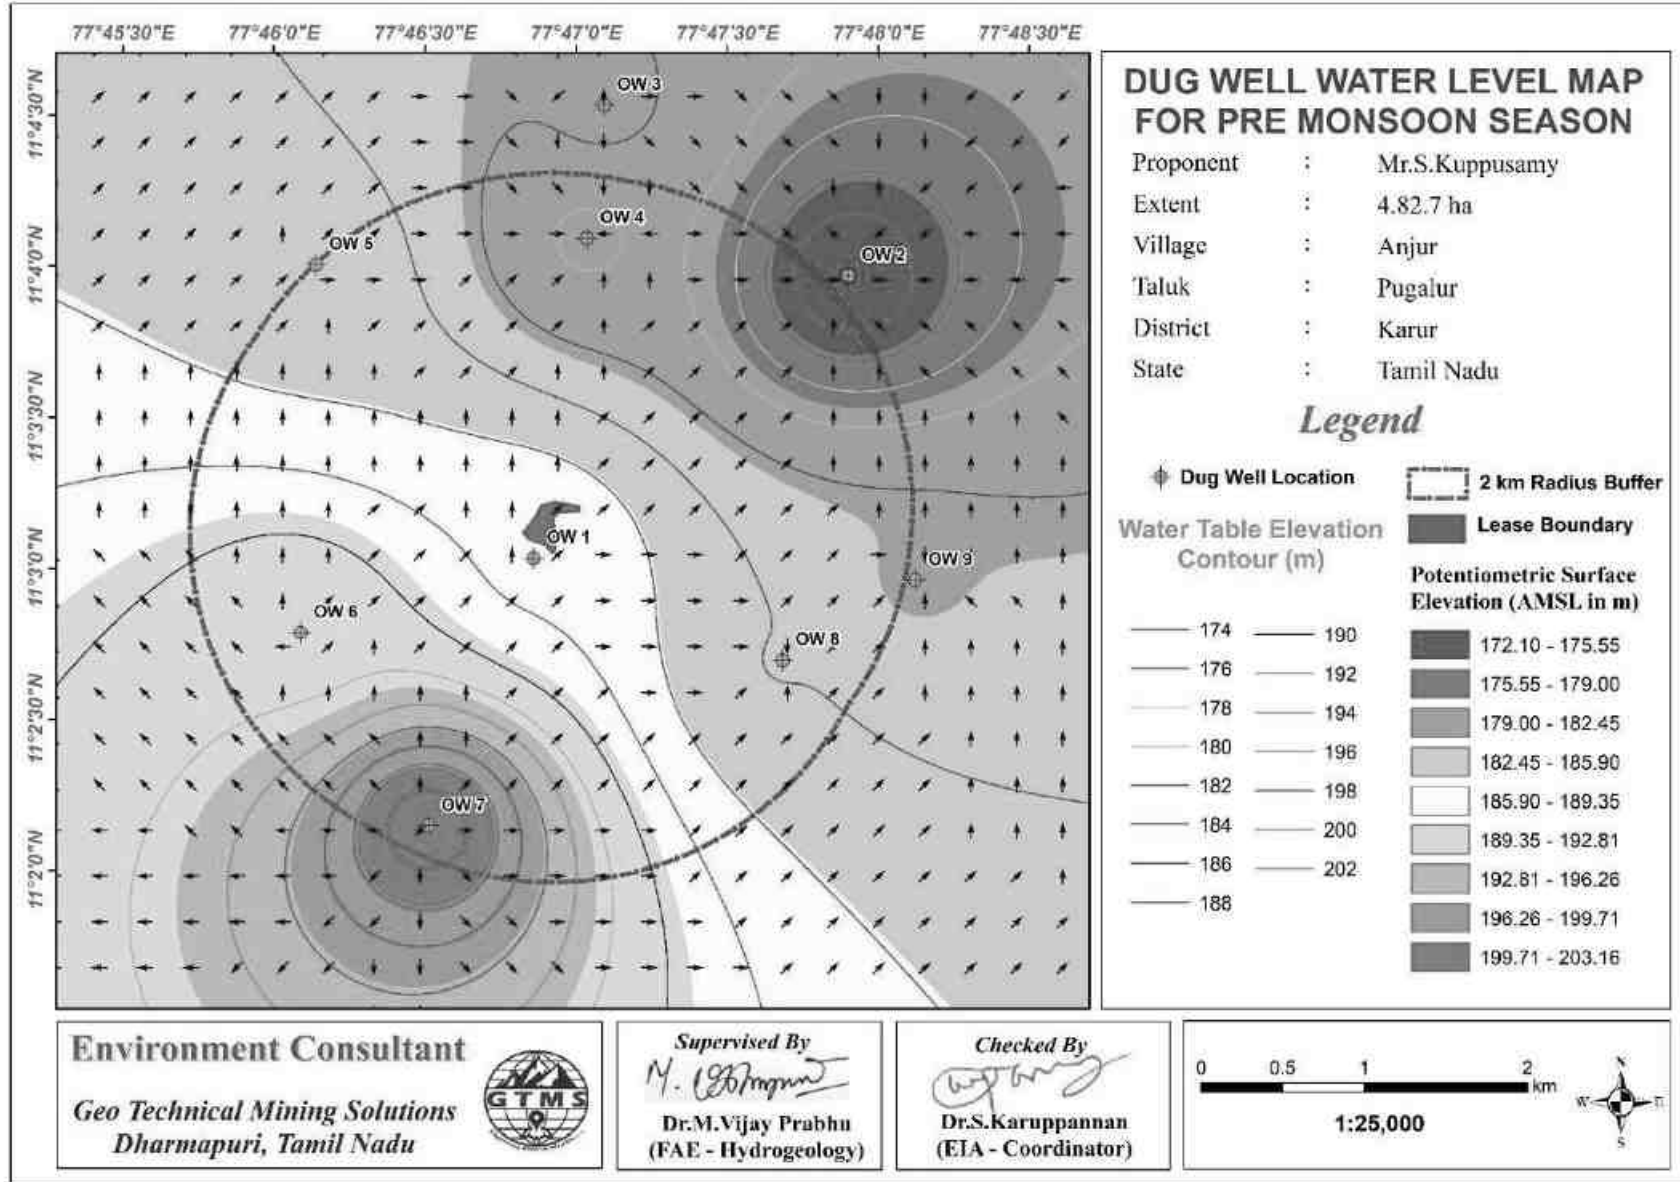 77°45'30"E 77°46'0"E 77°46'30"E 77°47'0"E 77°47'30"E 77°48'0"E 77°48'30"E
11°4'30"N
11°4'0"N
11°3'30"N
11°3'0"N
11°2'30"N
11°2'0"N
OW 3
OW 4
OW 5
OW 2
OW 1
OW 9
OW 6
OW 8
OW 7
DUG WELL WATER LEVEL MAP
FOR PRE MONSOON SEASON
Proponent : Mr.S.Kuppusamy
Extent : 4.82.7 ha
Village : Anjur
Taluk : Pugalur
District : Karur
State : Tamil Nadu
Legend
Dug Well Location
2 km Radius Buffer
Lease Boundary
Water Table Elevation
Contour (m)
174
176
178
180
182
184
186
188
190
192
194
196
198
200
202
Potentiometric Surface
Elevation (AMSL in m)
172.10 - 175.55
175.55 - 179.00
179.00 - 182.45
182.45 - 185.90
185.90 - 189.35
189.35 - 192.81
192.81 - 196.26
196.26 - 199.71
199.71 - 203.16
Environment Consultant
Geo Technical Mining Solutions
Dharmapuri, Tamil Nadu
GTMS
Supervised By
Dr.M.Vijay Prabhu
(FAE - Hydrogeology)
Checked By
Dr.S.Karuppannan
(EIA - Coordinator)
0 0.5 1 2
km
1:25,000
N
W
E
S